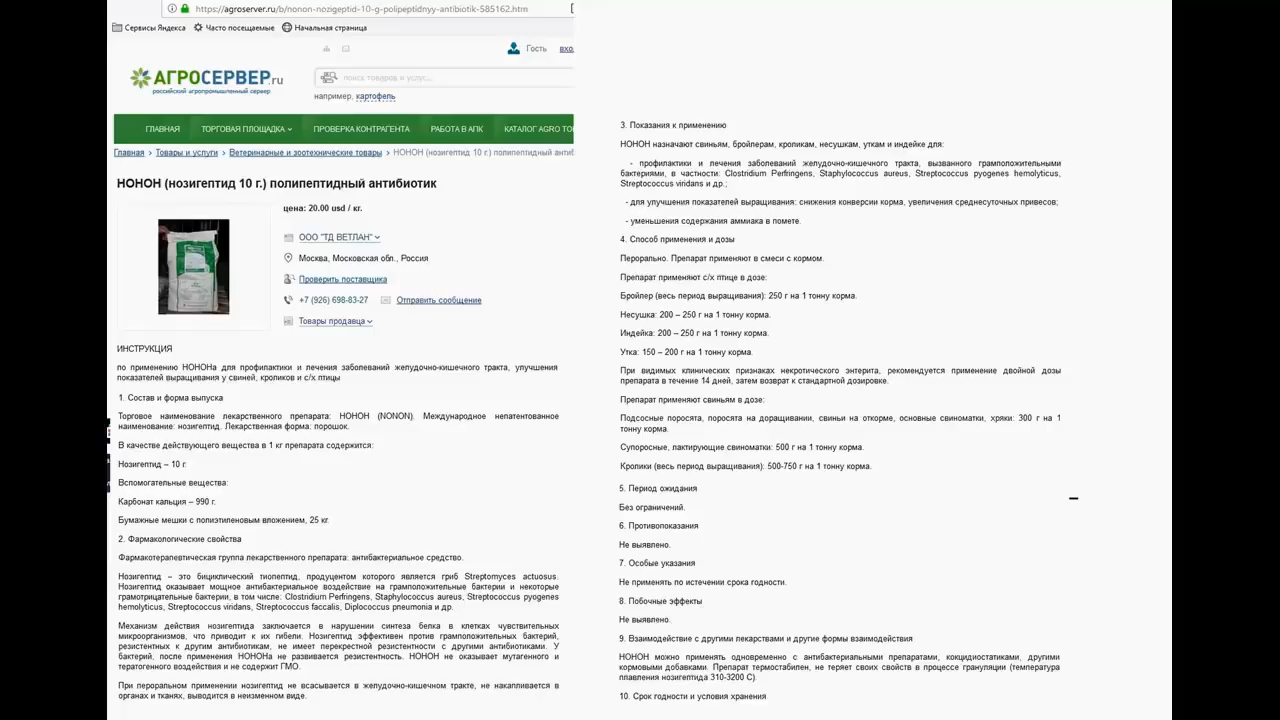 https://agroserver.ru/b/nonon-nozigeptid-10-g-polipeptidnyy-antibiotik-585162.htm
Сервисы Яндекса Часто посещаемые Начальная страница
Гость вхо
АГРОСЕРВЕР.ru
российский агропромышленный сервер
поиск товаров и услуг...
например, картофель
ГЛАВНАЯ ТОРГОВАЯ ПЛОЩАДКА ПРОВЕРКА КОНТРАГЕНТА РАБОТА В АПК КАТАЛОГ AGRO ТО
Главная › Товары и услуги › Ветеринарные и зоотехнические товары › НОНОН (нозигептид 10 г.) полипептидный антиб
НОНОН (нозигептид 10 г.) полипептидный антибиотик
цена: 20.00 usd / кг.
ООО "ТД ВЕТЛАН"
Москва, Московская обл., Россия
Проверить поставщика
+7 (926) 698-83-27 Отправить сообщение
Товары продавца
ИНСТРУКЦИЯ
по применению НОНОНа для профилактики и лечения заболеваний желудочно-кишечного тракта, улучшения
показателей выращивания у свиней, кроликов и с/х птицы
1. Состав и форма выпуска
Торговое наименование лекарственного препарата: НОНОН (NONON). Международное непатентованное
наименование: нозигептид. Лекарственная форма: порошок.
В качестве действующего вещества в 1 кг препарата содержится:
Нозигептид – 10 г.
Вспомогательные вещества:
Карбонат кальция – 990 г.
Бумажные мешки с полиэтиленовым вложением, 25 кг.
2. Фармакологические свойства
Фармакотерапевтическая группа лекарственного препарата: антибактериальное средство.
Нозигептид – это бициклический тиопептид, продуцентом которого является гриб Streptomyces actuosus.
Нозигептид оказывает мощное антибактериальное воздействие на грамположительные бактерии и некоторые
грамотрицательные бактерии, в том числе: Clostridium Perfringens, Staphylococcus aureus, Streptococcus pyogenes
hemolyticus, Streptococcus viridans, Streptococcus faccalis, Diplococcus pneumonia и др.
Механизм действия нозигептида заключается в нарушении синтеза белка в клетках чувствительных
микроорганизмов, что приводит к их гибели. Нозигептид эффективен против грамположительных бактерий,
резистентных к другим антибиотикам, не имеет перекрестной резистентности с другими антибиотиками. У
бактерий, после применения НОНОНа не развивается резистентность. НОНОН не оказывает мутагенного и
тератогенного воздействия и не содержит ГМО.
При пероральном применении нозигептид не всасывается в желудочно-кишечном тракте, не накапливается в
органах и тканях, выводится в неизменном виде.
3. Показания к применению
НОНОН назначают свиньям, бройлерам, кроликам, несушкам, уткам и индейке для:
- профилактики и лечения заболеваний желудочно-кишечного тракта, вызванного грамположительными
бактериями, в частности: Clostridium Perfringens, Staphylococcus aureus, Streptococcus pyogenes hemolyticus,
Streptococcus viridans и др.;
- для улучшения показателей выращивания: снижения конверсии корма, увеличения среднесуточных привесов;
- уменьшения содержания аммиака в помете.
4. Способ применения и дозы
Перорально. Препарат применяют в смеси с кормом.
Препарат применяют с/х птице в дозе:
Бройлер (весь период выращивания): 250 г на 1 тонну корма.
Несушка: 200 – 250 г на 1 тонну корма.
Индейка: 200 – 250 г на 1 тонну корма.
Утка: 150 – 200 г на 1 тонну корма.
При видимых клинических признаках некротического энтерита, рекомендуется применение двойной дозы
препарата в течение 14 дней, затем возврат к стандартной дозировке.
Препарат применяют свиньям в дозе:
Подсосные поросята, поросята на доращивании, свиньи на откорме, основные свиноматки, хряки: 300 г на 1
тонну корма.
Супоросные, лактирующие свиноматки: 500 г на 1 тонну корма.
Кролики (весь период выращивания): 500-750 г на 1 тонну корма.
5. Период ожидания
Без ограничений.
6. Противопоказания
Не выявлено.
7. Особые указания
Не применять по истечении срока годности.
8. Побочные эффекты
Не выявлено.
9. Взаимодействие с другими лекарствами и другие формы взаимодействия
НОНОН можно применять одновременно с антибактериальными препаратами, кокцидиостатиками, другими
кормовыми добавками. Препарат термостабилен, не теряет своих свойств в процессе грануляции (температура
плавления нозигептида 310-3200 С).
10. Срок годности и условия хранения